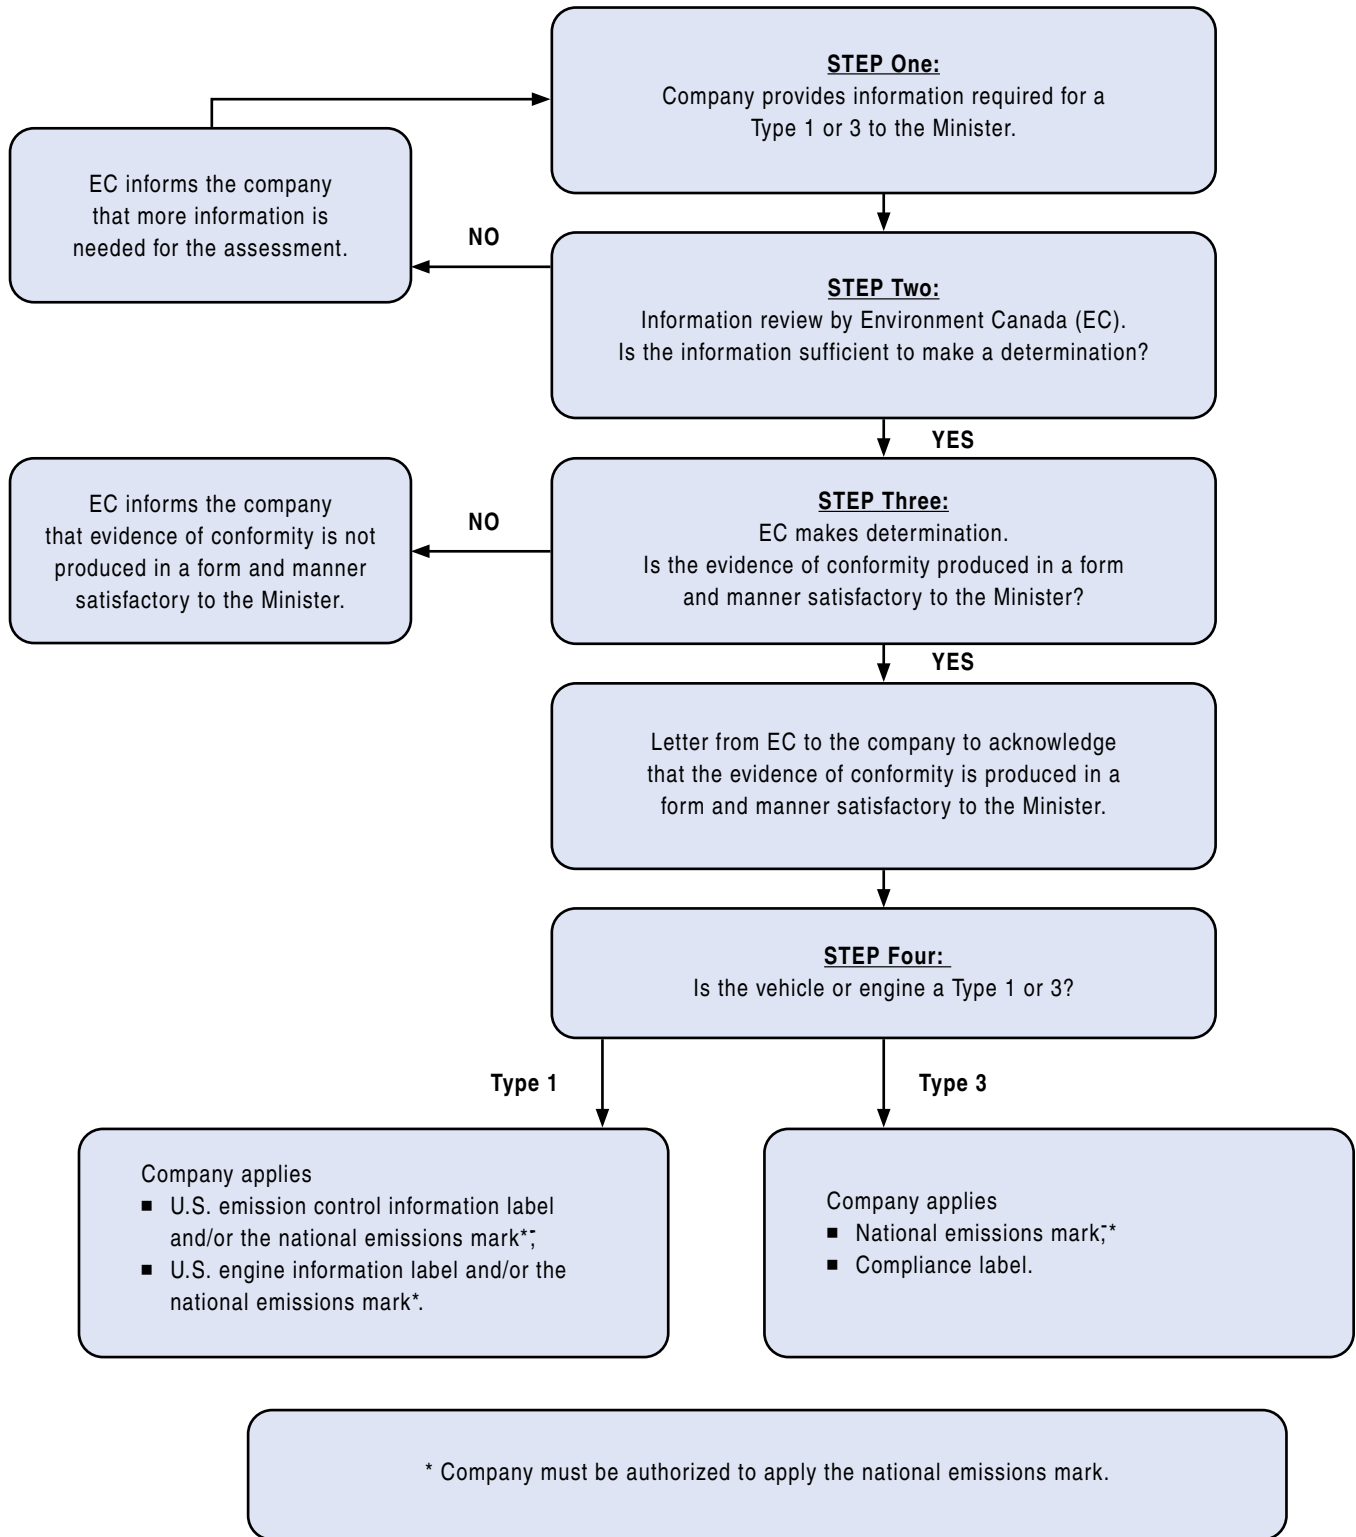 STEP One:
Company provides information required for a
Type 1 or 3 to the Minister.
EC informs the company
that more information is
needed for the assessment.
NO
STEP Two:
Information review by Environment Canada (EC).
Is the information sufficient to make a determination?
YES
EC informs the company
that evidence of conformity is not
produced in a form and manner
satisfactory to the Minister.
NO
STEP Three:
EC makes determination.
Is the evidence of conformity produced in a form
and manner satisfactory to the Minister?
YES
Letter from EC to the company to acknowledge
that the evidence of conformity is produced in a
form and manner satisfactory to the Minister.
STEP Four:
Is the vehicle or engine a Type 1 or 3?
Type 1
Type 3
Company applies
■ U.S. emission control information label
and/or the national emissions mark*;
■ U.S. engine information label and/or the
national emissions mark*.
Company applies
■ National emissions mark;*
■ Compliance label.
* Company must be authorized to apply the national emissions mark.